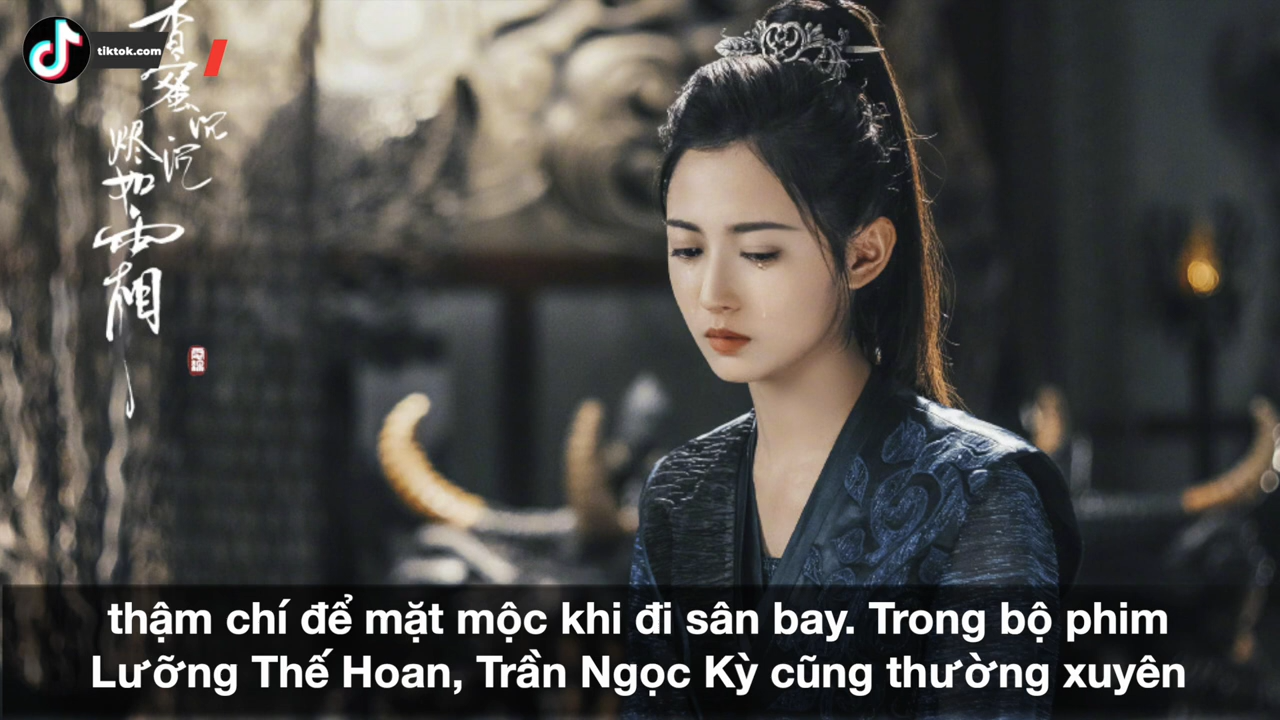 tiktok.com
香蜜沉沉
烬如霜
thậm chí để mặt mộc khi đi sân bay. Trong bộ phim
Lưỡng Thế Hoan, Trần Ngọc Kỳ cũng thường xuyên